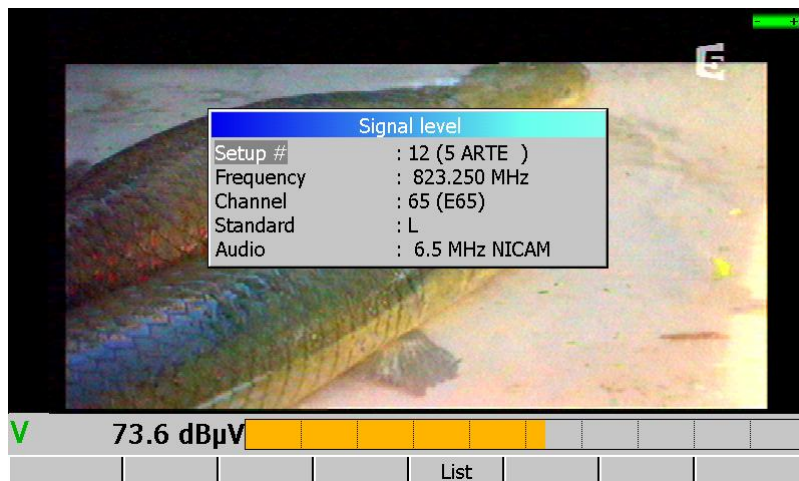 - +
5
Signal level
Setup # : 12 (5 ARTE )
Frequency : 823.250 MHz
Channel : 65 (E65)
Standard : L
Audio : 6.5 MHz NICAM
V 73.6 dBµV
List